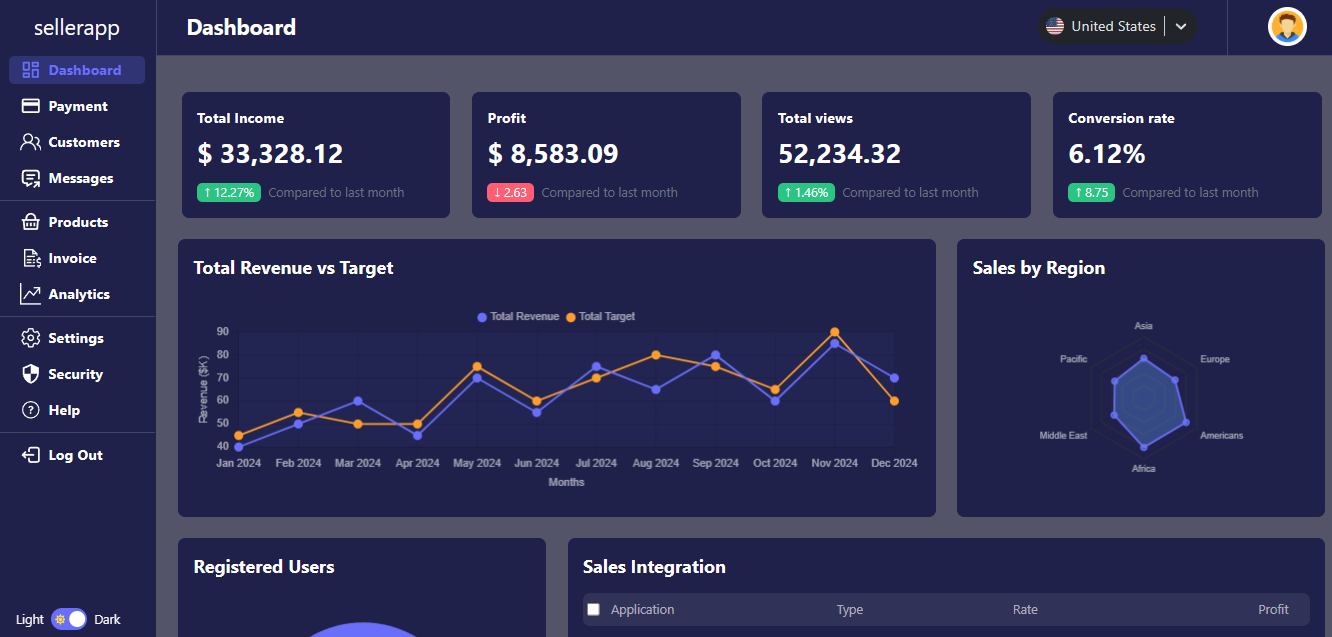 sellerapp
Dashboard
Payment
Customers
Messages
Products
Invoice
Analytics
Settings
Security
Help
Log Out
Light Dark
Dashboard
United States
Total Income
$ 33,328.12
↑ 12.27% Compared to last month
Profit
$ 8,583.09
↓ 2.63 Compared to last month
Total views
52,234.32
↑ 1.46% Compared to last month
Conversion rate
6.12%
↑ 8.75 Compared to last month
Total Revenue vs Target
Total Revenue Total Target
Revenue ($K)
90
80
70
60
50
40
Jan 2024 Feb 2024 Mar 2024 Apr 2024 May 2024 Jun 2024 Jul 2024 Aug 2024 Sep 2024 Oct 2024 Nov 2024 Dec 2024
Months
Sales by Region
Asia
Pacific Europe
Middle East Americans
Africa
Registered Users
Sales Integration
Application Type Rate Profit